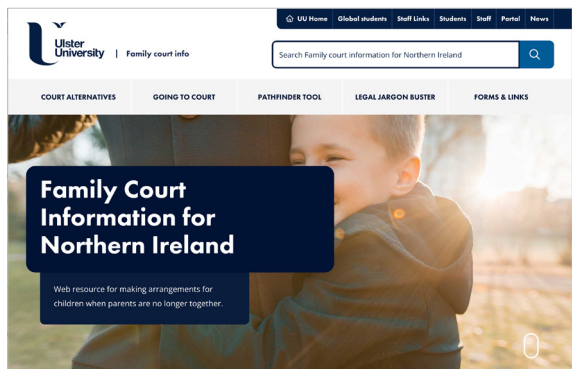 UU Home Global students Staff Links Students Staff Portal News
Ulster
University | Family court info
Search Family court information for Northern Ireland
COURT ALTERNATIVES GOING TO COURT PATHFINDER TOOL LEGAL JARGON BUSTER FORMS & LINKS
Family Court
Information for
Northern Ireland
Web resource for making arrangements for
children when parents are no longer together.